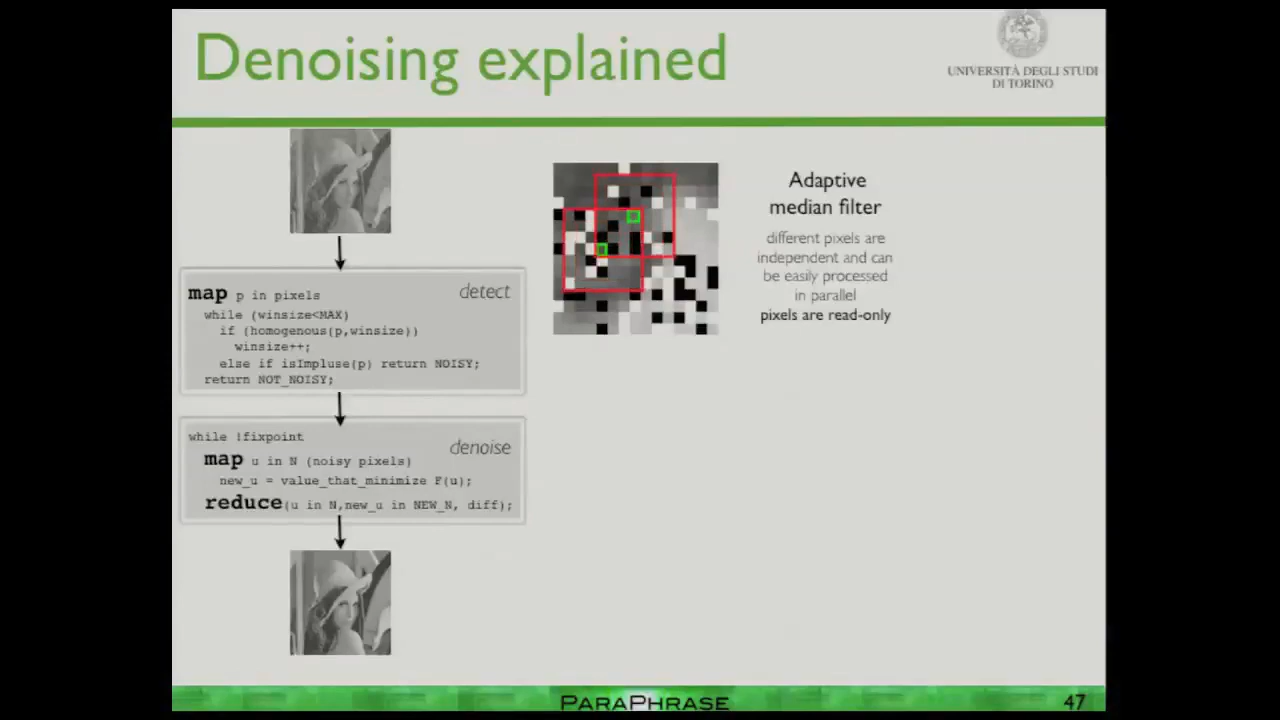 Denoising explained
UNIVERSITÀ DEGLI STUDI
DI TORINO
map p in pixels
detect
while (winsize<MAX)
if (homogenous(p,winsize))
winsize++;
else if isImpluse(p) return NOISY;
return NOT_NOISY;
while !fixpoint
denoise
map u in N (noisy pixels)
new_u = value_that_minimize F(u);
reduce(u in N,new_u in NEW_N, diff);
Adaptive
median filter
different pixels are
independent and can
be easily processed
in parallel
pixels are read-only
PARAPHRASE
47